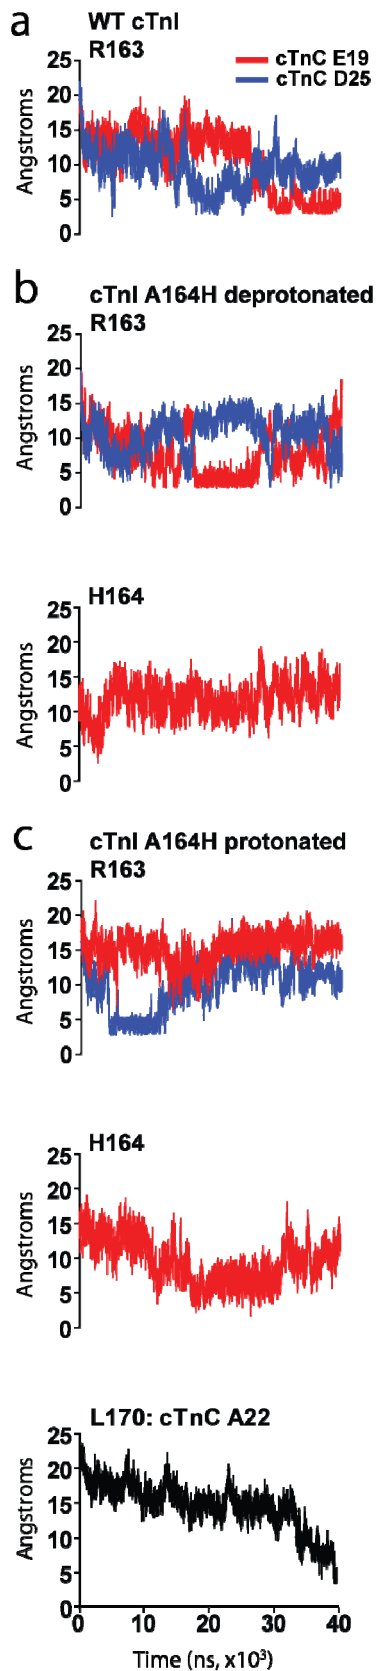 a
WT cTnI
R163
cTnC E19
cTnC D25
Angstroms
25
20
15
10
5
0
b
cTnI A164H deprotonated
R163
Angstroms
25
20
15
10
5
0
H164
Angstroms
25
20
15
10
5
0
c
cTnI A164H protonated
R163
Angstroms
25
20
15
10
5
0
H164
Angstroms
25
20
15
10
5
0
L170: cTnC A22
Angstroms
25
20
15
10
5
0
0 10 20 30 40
Time (ns, x10³)